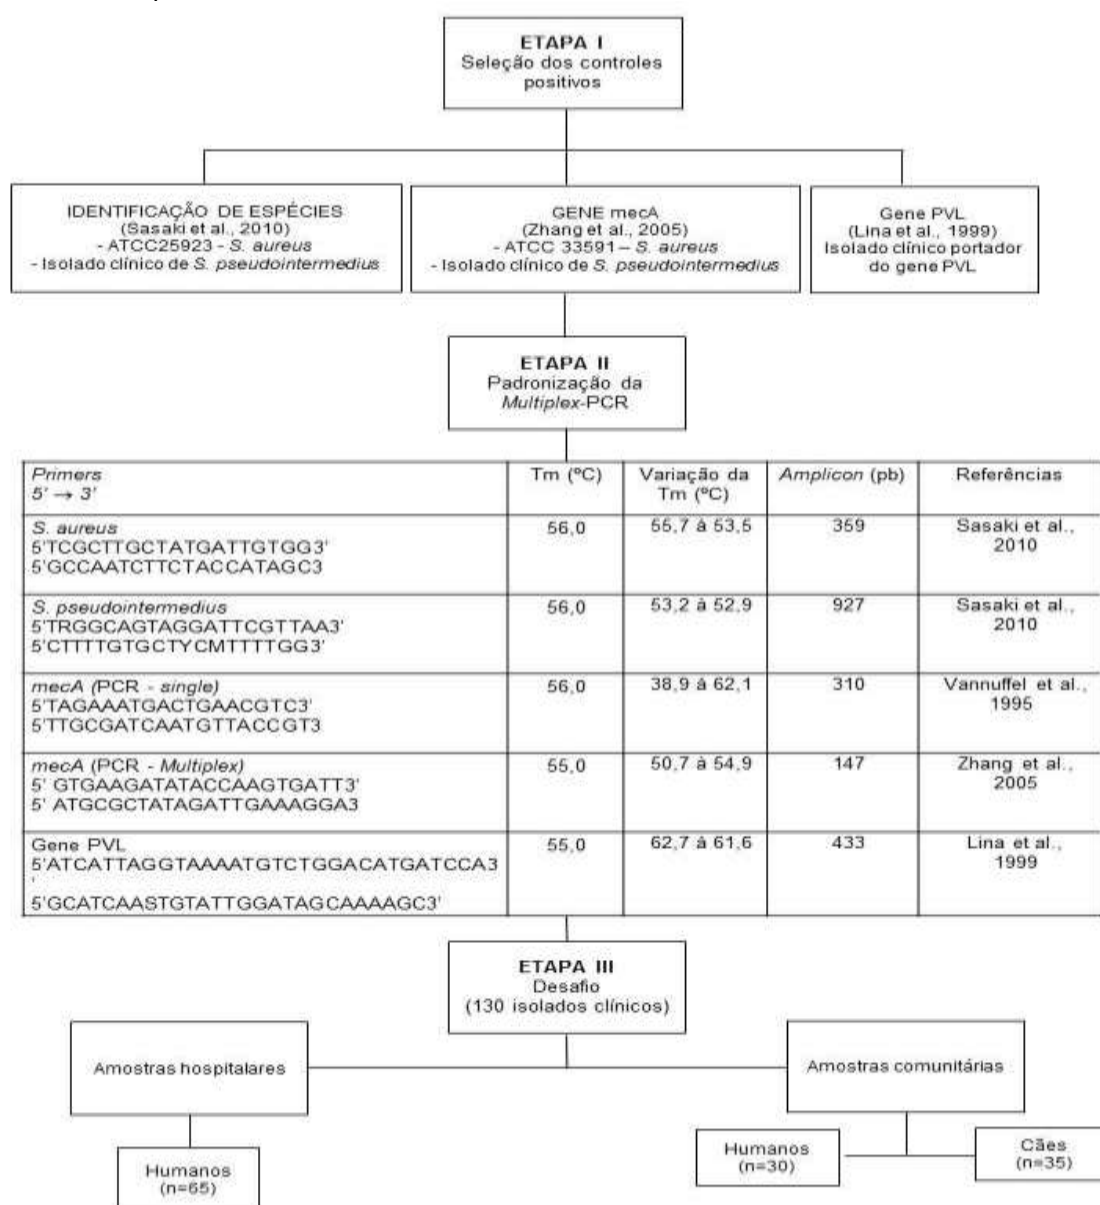 ETAPA I
Seleção dos controles
positivos
IDENTIFICAÇÃO DE ESPÉCIES
(Sasaki et al., 2010)
- ATCC25923 - S. aureus
- Isolado clínico de S. pseudointermedius
GENE mecA
(Zhang et al., 2005)
- ATCC 33591 – S. aureus
- Isolado clínico de S. pseudointermedius
Gene PVL
(Lina et al., 1999)
Isolado clínico portador
do gene PVL
ETAPA II
Padronização da
Multiplex-PCR
Primers Tm (ºC) Variação da Amplicon (pb) Referências
5' → 3' Tm (ºC)
S. aureus 56,0 55,7 à 53,5 359 Sasaki et al.,
5'TCGCTTGCTATGATTGTGG3' 2010
5'GCCAATCTTCTACCATAGC3
S. pseudointermedius 56,0 53,2 à 52,9 927 Sasaki et al.,
5'TRGGCAGTAGGATTCGTTAA3' 2010
5'CTTTTGTGCTYCMTTTTGG3'
mecA (PCR - single) 56,0 38,9 à 62,1 310 Vannuffel et al.,
5'TAGAAATGACTGAACGTC3' 1995
5'TTGCGATCAATGTTACCGT3
mecA (PCR - Multiplex) 55,0 50,7 à 54,9 147 Zhang et al.,
5' GTGAAGATATACCAAGTGATT3' 2005
5' ATGCGCTATAGATTGAAAGGA3
Gene PVL 55,0 62,7 à 61,6 433 Lina et al.,
5'ATCATTAGGTAAAATGTCTGGACATGATCCA3 1999
'
5'GCATCAASTGTATTGGATAGCAAAAGC3'
ETAPA III
Desafio
(130 isolados clínicos)
Amostras hospitalares
Amostras comunitárias
Humanos
(n=65)
Humanos
(n=30)
Cães
(n=35)